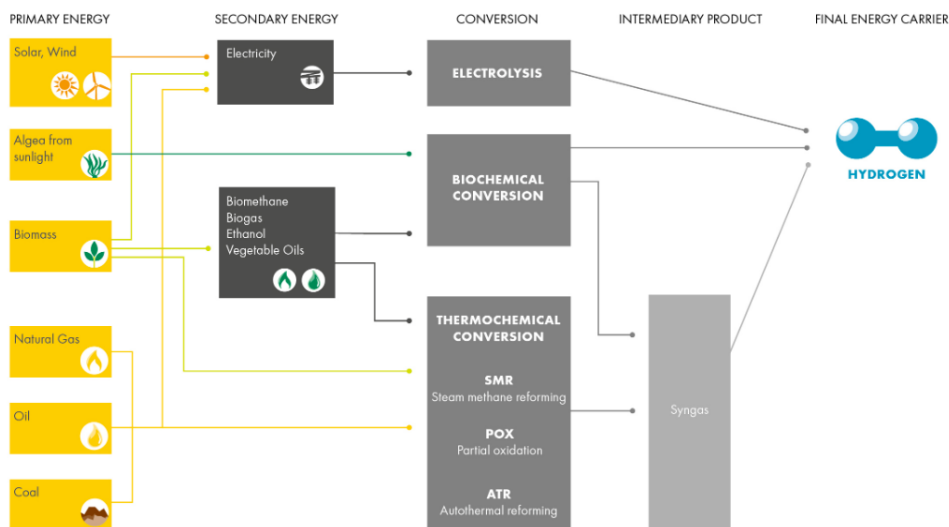 PRIMARY ENERGY
SECONDARY ENERGY
CONVERSION
INTERMEDIARY PRODUCT
FINAL ENERGY CARRIER
Solar, Wind
Electricity
ELECTROLYSIS
Algea from
sunlight
BIOCHEMICAL
CONVERSION
HYDROGEN
Biomass
Biomethane
Biogas
Ethanol
Vegetable Oils
Natural Gas
THERMOCHEMICAL
CONVERSION
SMR
Steam methane reforming
Oil
POX
Partial oxidation
Syngas
Coal
ATR
Autothermal reforming